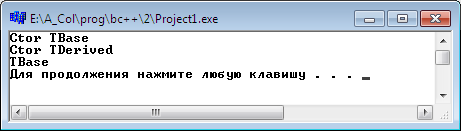 E:\A_Col\prog\bc++\2\Project1.exe
Ctor TBase
Ctor TDerived
TBase
Для продолжения нажмите любую клавишу . . .